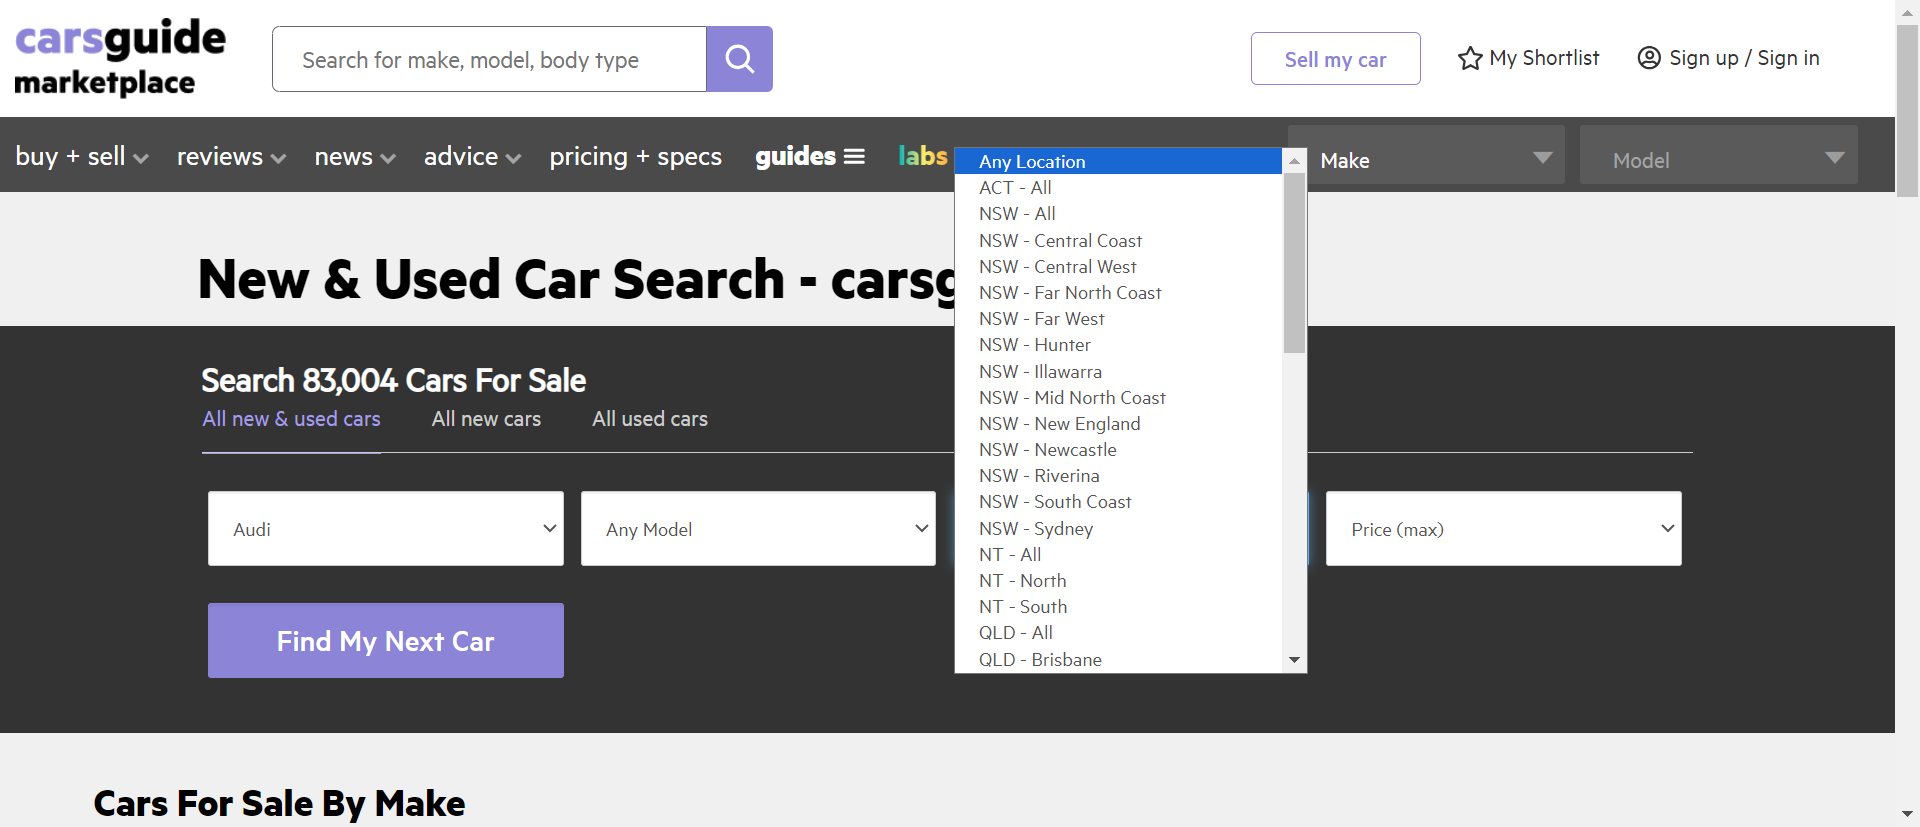 carsguide
marketplace
Search for make, model, body type
Sell my car
My Shortlist
Sign up / Sign in
buy + sell
reviews
news
advice
pricing + specs
guides
labs
Make
Model
Any Location
ACT - All
NSW - All
NSW - Central Coast
NSW - Central West
NSW - Far North Coast
NSW - Far West
NSW - Hunter
NSW - Illawarra
NSW - Mid North Coast
NSW - New England
NSW - Newcastle
NSW - Riverina
NSW - South Coast
NSW - Sydney
NT - All
NT - North
NT - South
QLD - All
QLD - Brisbane
New & Used Car Search - carsg
Search 83,004 Cars For Sale
All new & used cars
All new cars
All used cars
Audi
Any Model
Price (max)
Find My Next Car
Cars For Sale By Make